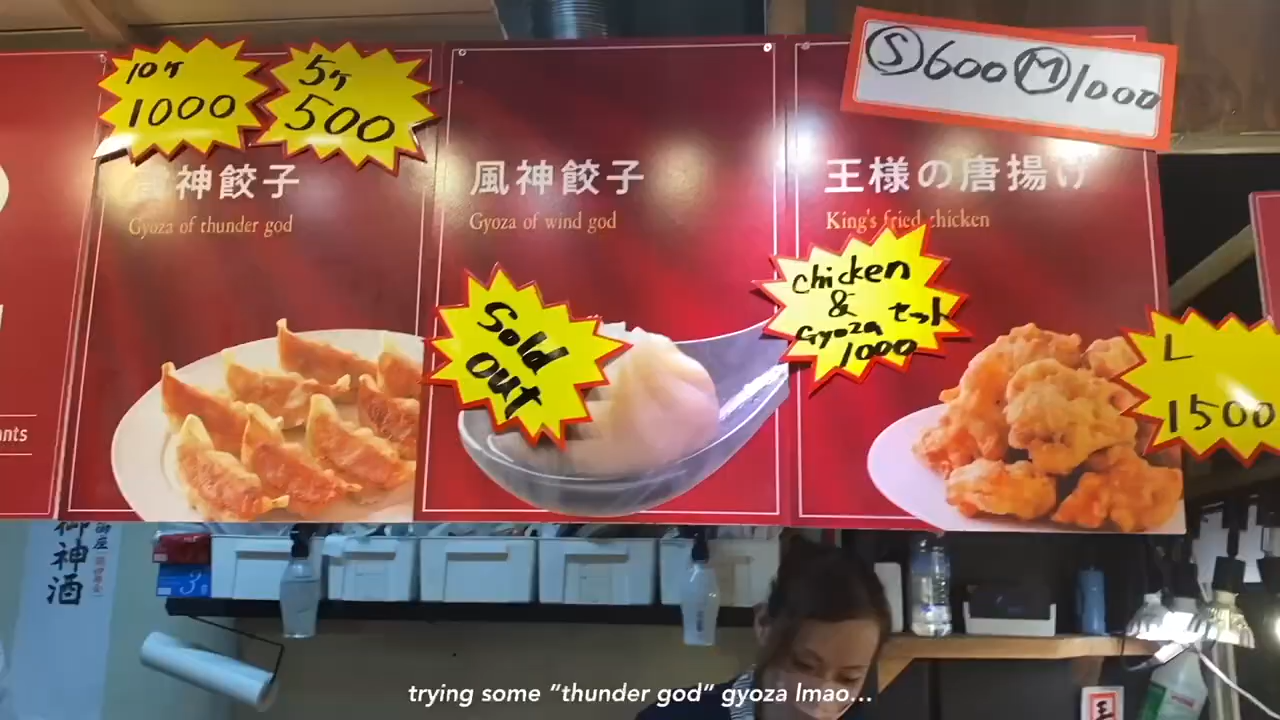 10ケ
1000
5ケ
500
神餃子
Gyoza of thunder god
風神餃子
Gyoza of wind god
Sold
Out
Ⓢ600 Ⓜ1000
王様の唐揚げ
King's fried chicken
chicken
&
Gyoza セット
1000
L
1500
ants
御神酒
3
trying some “thunder god” gyoza lmao...